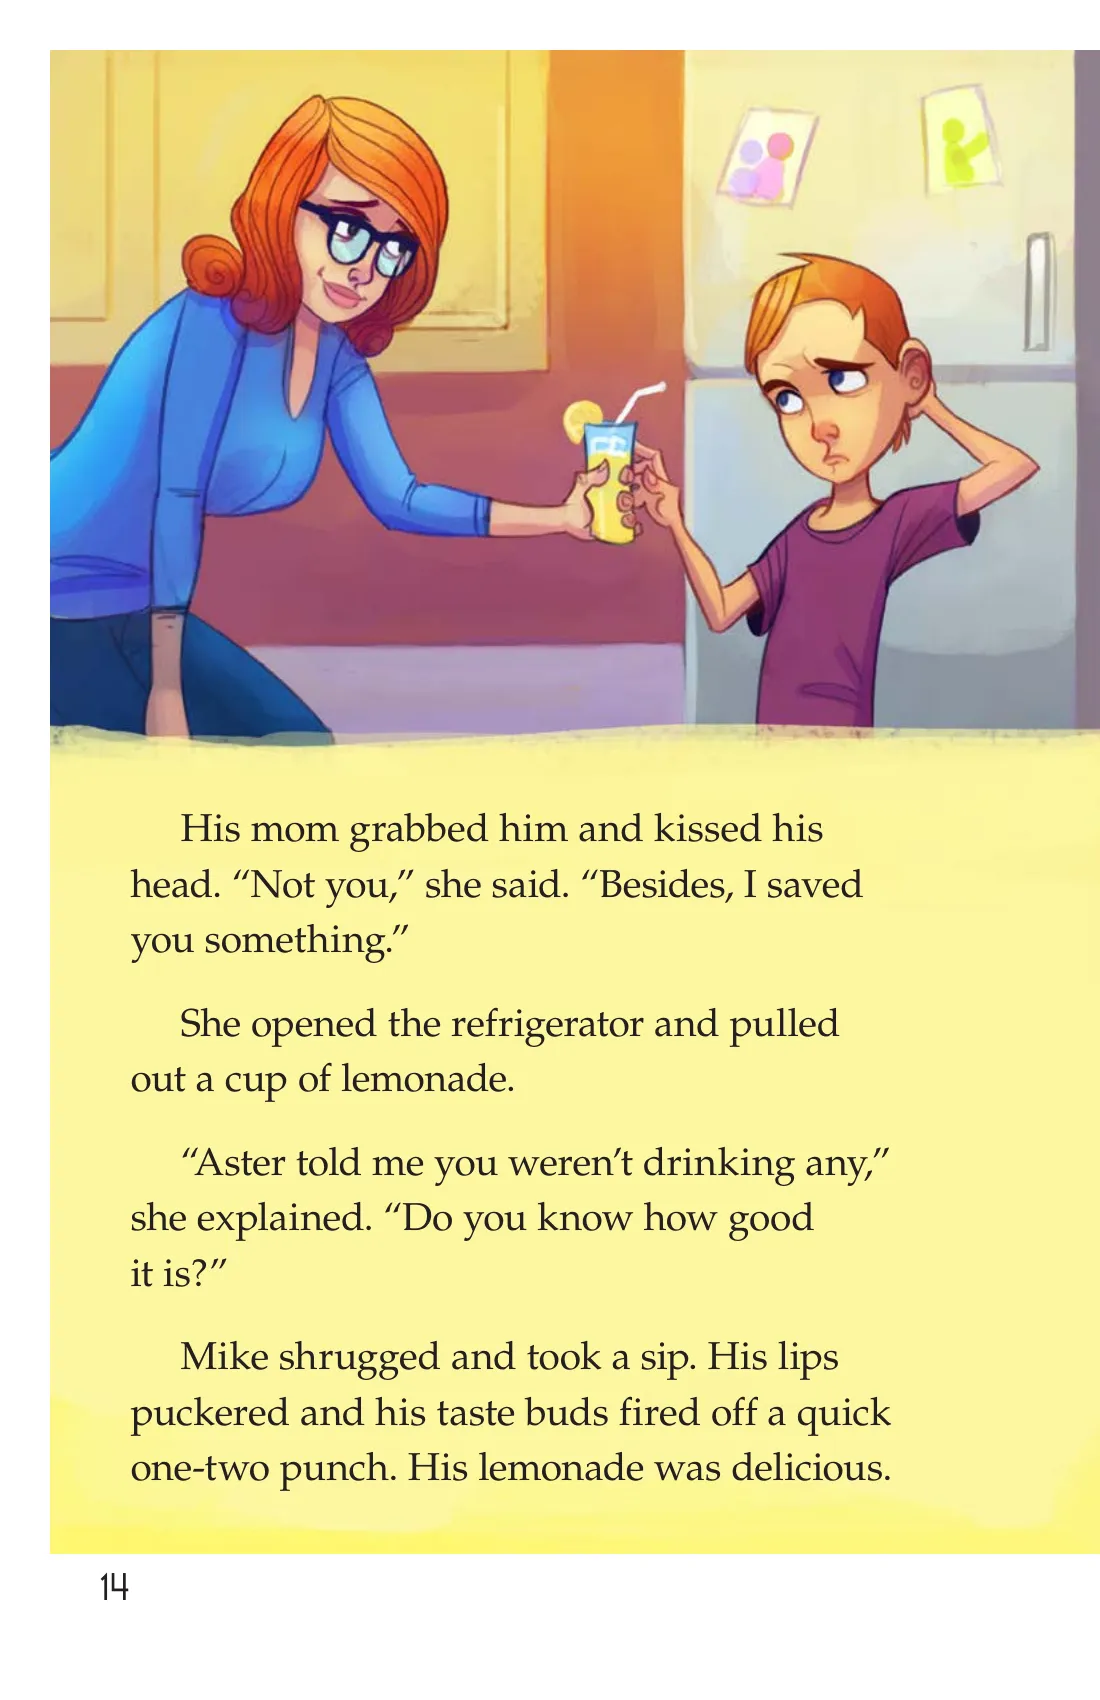 His mom grabbed him and kissed his
head. “Not you,” she said. “Besides, I saved
you something.”
She opened the refrigerator and pulled
out a cup of lemonade.
“Aster told me you weren’t drinking any,”
she explained. “Do you know how good
it is?”
Mike shrugged and took a sip. His lips
puckered and his taste buds fired off a quick
one-two punch. His lemonade was delicious.
14